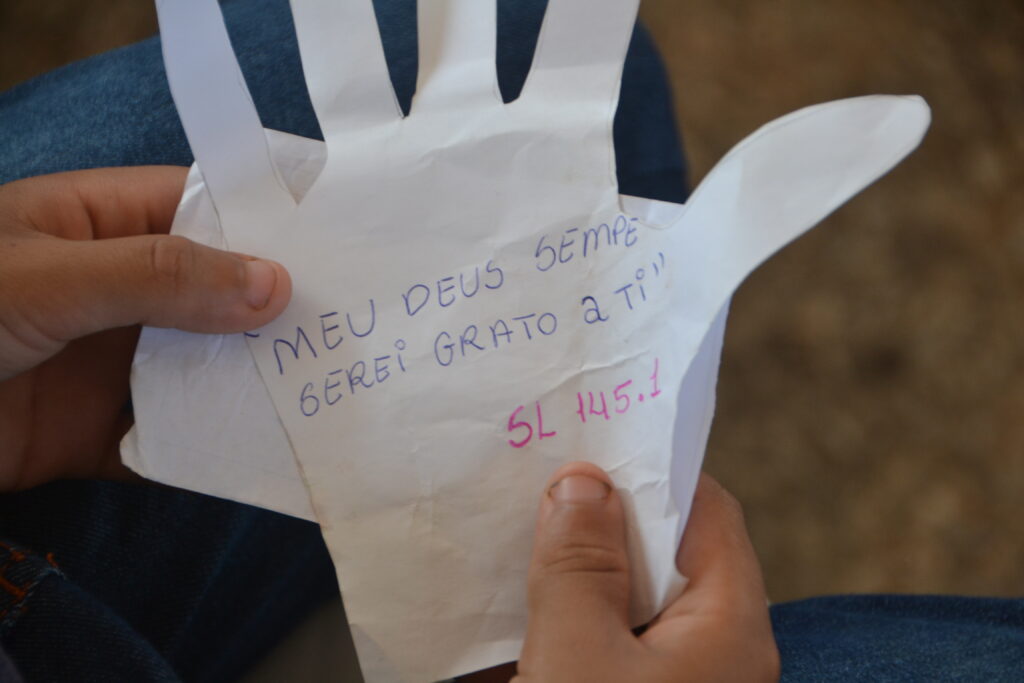 "MEU DEUS SEMPE
SEREi GRATO a Ti"
SL 145.1